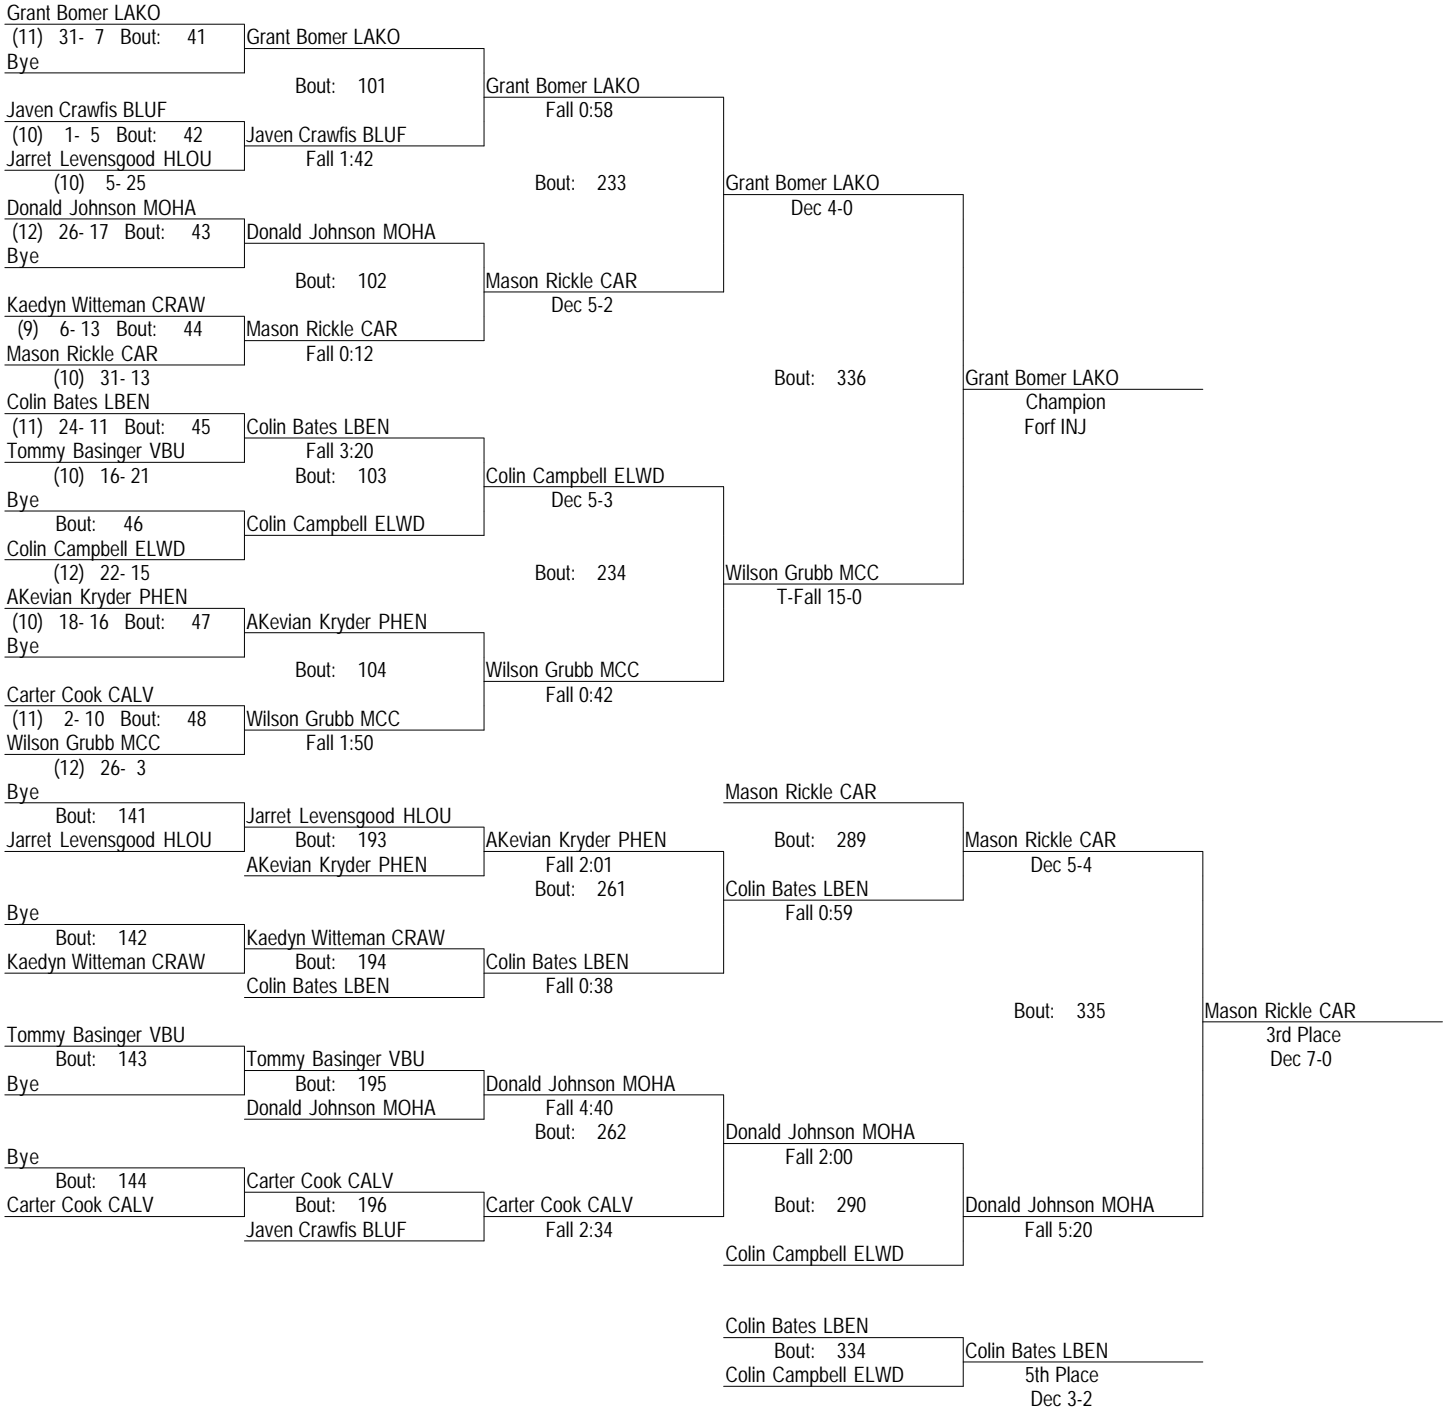 Grant Bomer LAKO
(11) 31- 7 Bout: 41
Grant Bomer LAKO
Bye
Bout: 101
Grant Bomer LAKO
Javen Crawfis BLUF
Fall 0:58
(10) 1- 5 Bout: 42
Javen Crawfis BLUF
Jarret Levensgood HLOU
Fall 1:42
(10) 5- 25
Bout: 233
Grant Bomer LAKO
Donald Johnson MOHA
Dec 4-0
(12) 26- 17 Bout: 43
Donald Johnson MOHA
Bye
Bout: 102
Mason Rickle CAR
Kaedyn Witteman CRAW
Dec 5-2
(9) 6- 13 Bout: 44
Mason Rickle CAR
Mason Rickle CAR
Fall 0:12
(10) 31- 13
Bout: 336
Grant Bomer LAKO
Colin Bates LBEN
Champion
(11) 24- 11 Bout: 45
Colin Bates LBEN
Forf INJ
Tommy Basinger VBU
Fall 3:20
(10) 16- 21
Bout: 103
Colin Campbell ELWD
Bye
Dec 5-3
Bout: 46
Colin Campbell ELWD
Colin Campbell ELWD
(12) 22- 15
Bout: 234
Wilson Grubb MCC
AKevian Kryder PHEN
T-Fall 15-0
(10) 18- 16 Bout: 47
AKevian Kryder PHEN
Bye
Bout: 104
Wilson Grubb MCC
Carter Cook CALV
Fall 0:42
(11) 2- 10 Bout: 48
Wilson Grubb MCC
Wilson Grubb MCC
Fall 1:50
(12) 26- 3
Bye
Mason Rickle CAR
Bout: 141
Jarret Levensgood HLOU
Jarret Levensgood HLOU
Bout: 193
AKevian Kryder PHEN
Bout: 289
Mason Rickle CAR
AKevian Kryder PHEN
Fall 2:01
Dec 5-4
Bout: 261
Colin Bates LBEN
Bye
Fall 0:59
Bout: 142
Kaedyn Witteman CRAW
Kaedyn Witteman CRAW
Bout: 194
Colin Bates LBEN
Colin Bates LBEN
Fall 0:38
Bout: 335
Mason Rickle CAR
Tommy Basinger VBU
3rd Place
Bout: 143
Tommy Basinger VBU
Dec 7-0
Bye
Bout: 195
Donald Johnson MOHA
Donald Johnson MOHA
Fall 4:40
Bout: 262
Donald Johnson MOHA
Bye
Fall 2:00
Bout: 144
Carter Cook CALV
Carter Cook CALV
Bout: 196
Carter Cook CALV
Bout: 290
Donald Johnson MOHA
Javen Crawfis BLUF
Fall 2:34
Fall 5:20
Colin Campbell ELWD
Colin Bates LBEN
Bout: 334
Colin Bates LBEN
Colin Campbell ELWD
5th Place
Dec 3-2